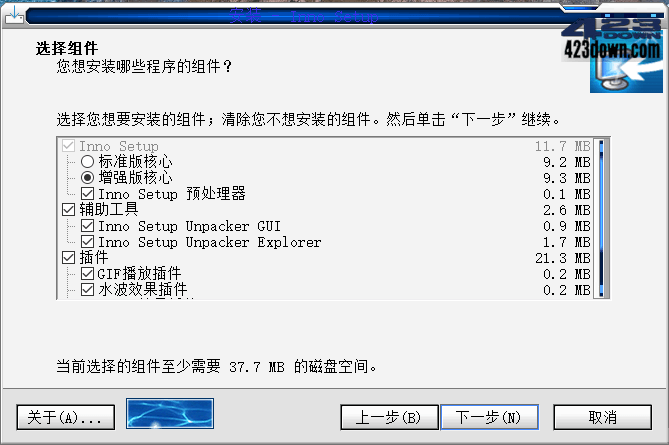 安装 - Inno Setup
423
DOWN
423down.com
选择组件
您想安装哪些程序的组件？
选择您想要安装的组件；清除您不想安装的组件。然后单击“下一步”继续。
Inno Setup 11.7 MB
标准版核心 9.2 MB
增强版核心 9.3 MB
Inno Setup 预处理器 0.1 MB
辅助工具 2.6 MB
Inno Setup Unpacker GUI 0.9 MB
Inno Setup Unpacker Explorer 1.7 MB
插件 21.3 MB
GIF播放插件 0.2 MB
水波效果插件 0.2 MB
当前选择的组件至少需要 37.7 MB 的磁盘空间。
关于(A)...
上一步(B)
下一步(N)
取消